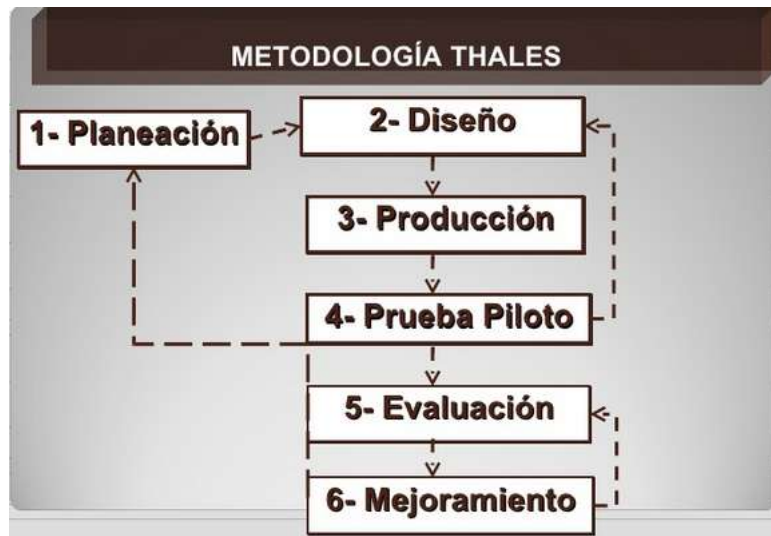 METODOLOGÍA THALES
1- Planeación
2- Diseño
3- Producción
4- Prueba Piloto
5- Evaluación
6- Mejoramiento